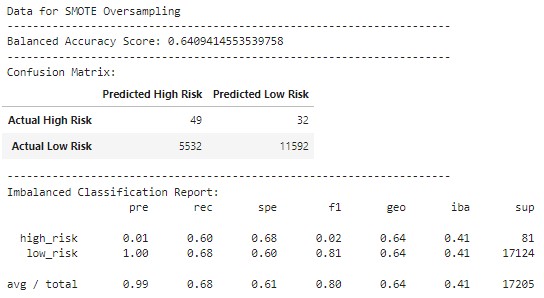 Data for SMOTE Oversampling
--------------------------------------------------------
Balanced Accuracy Score: 0.6409414553539758
--------------------------------------------------------
Confusion Matrix:
Predicted High Risk Predicted Low Risk
Actual High Risk 49 32
Actual Low Risk 5532 11592
--------------------------------------------------------
Imbalanced Classification Report:
pre rec spe f1 geo iba sup
high_risk 0.01 0.60 0.68 0.02 0.64 0.41 81
low_risk 1.00 0.68 0.60 0.81 0.64 0.41 17124
avg / total 0.99 0.68 0.61 0.80 0.64 0.41 17205